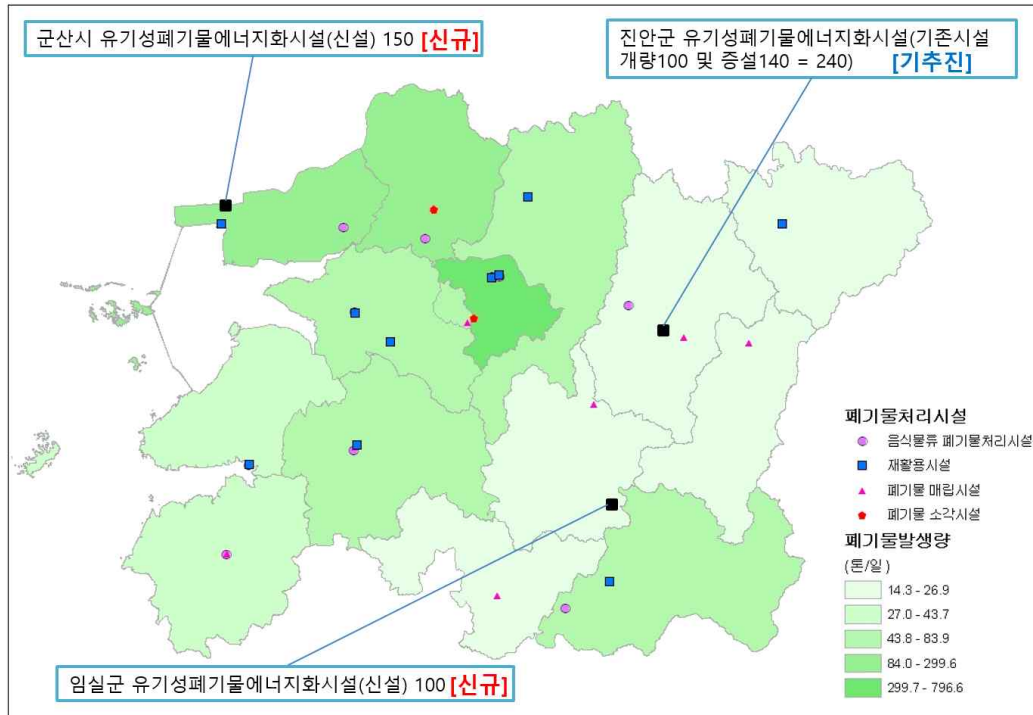 군산시 유기성폐기물에너지화시설(신설) 150 [신규]
진안군 유기성폐기물에너지화시설(기존시설
개량100 및 증설140 = 240) [기추진]
폐기물처리시설
음식물류 폐기물처리시설
재활용시설
폐기물 매립시설
폐기물 소각시설
폐기물발생량
(톤/일)
14.3 - 26.9
27.0 - 43.7
43.8 - 83.9
84.0 - 299.6
299.7 - 796.6
임실군 유기성폐기물에너지화시설(신설) 100 [신규]